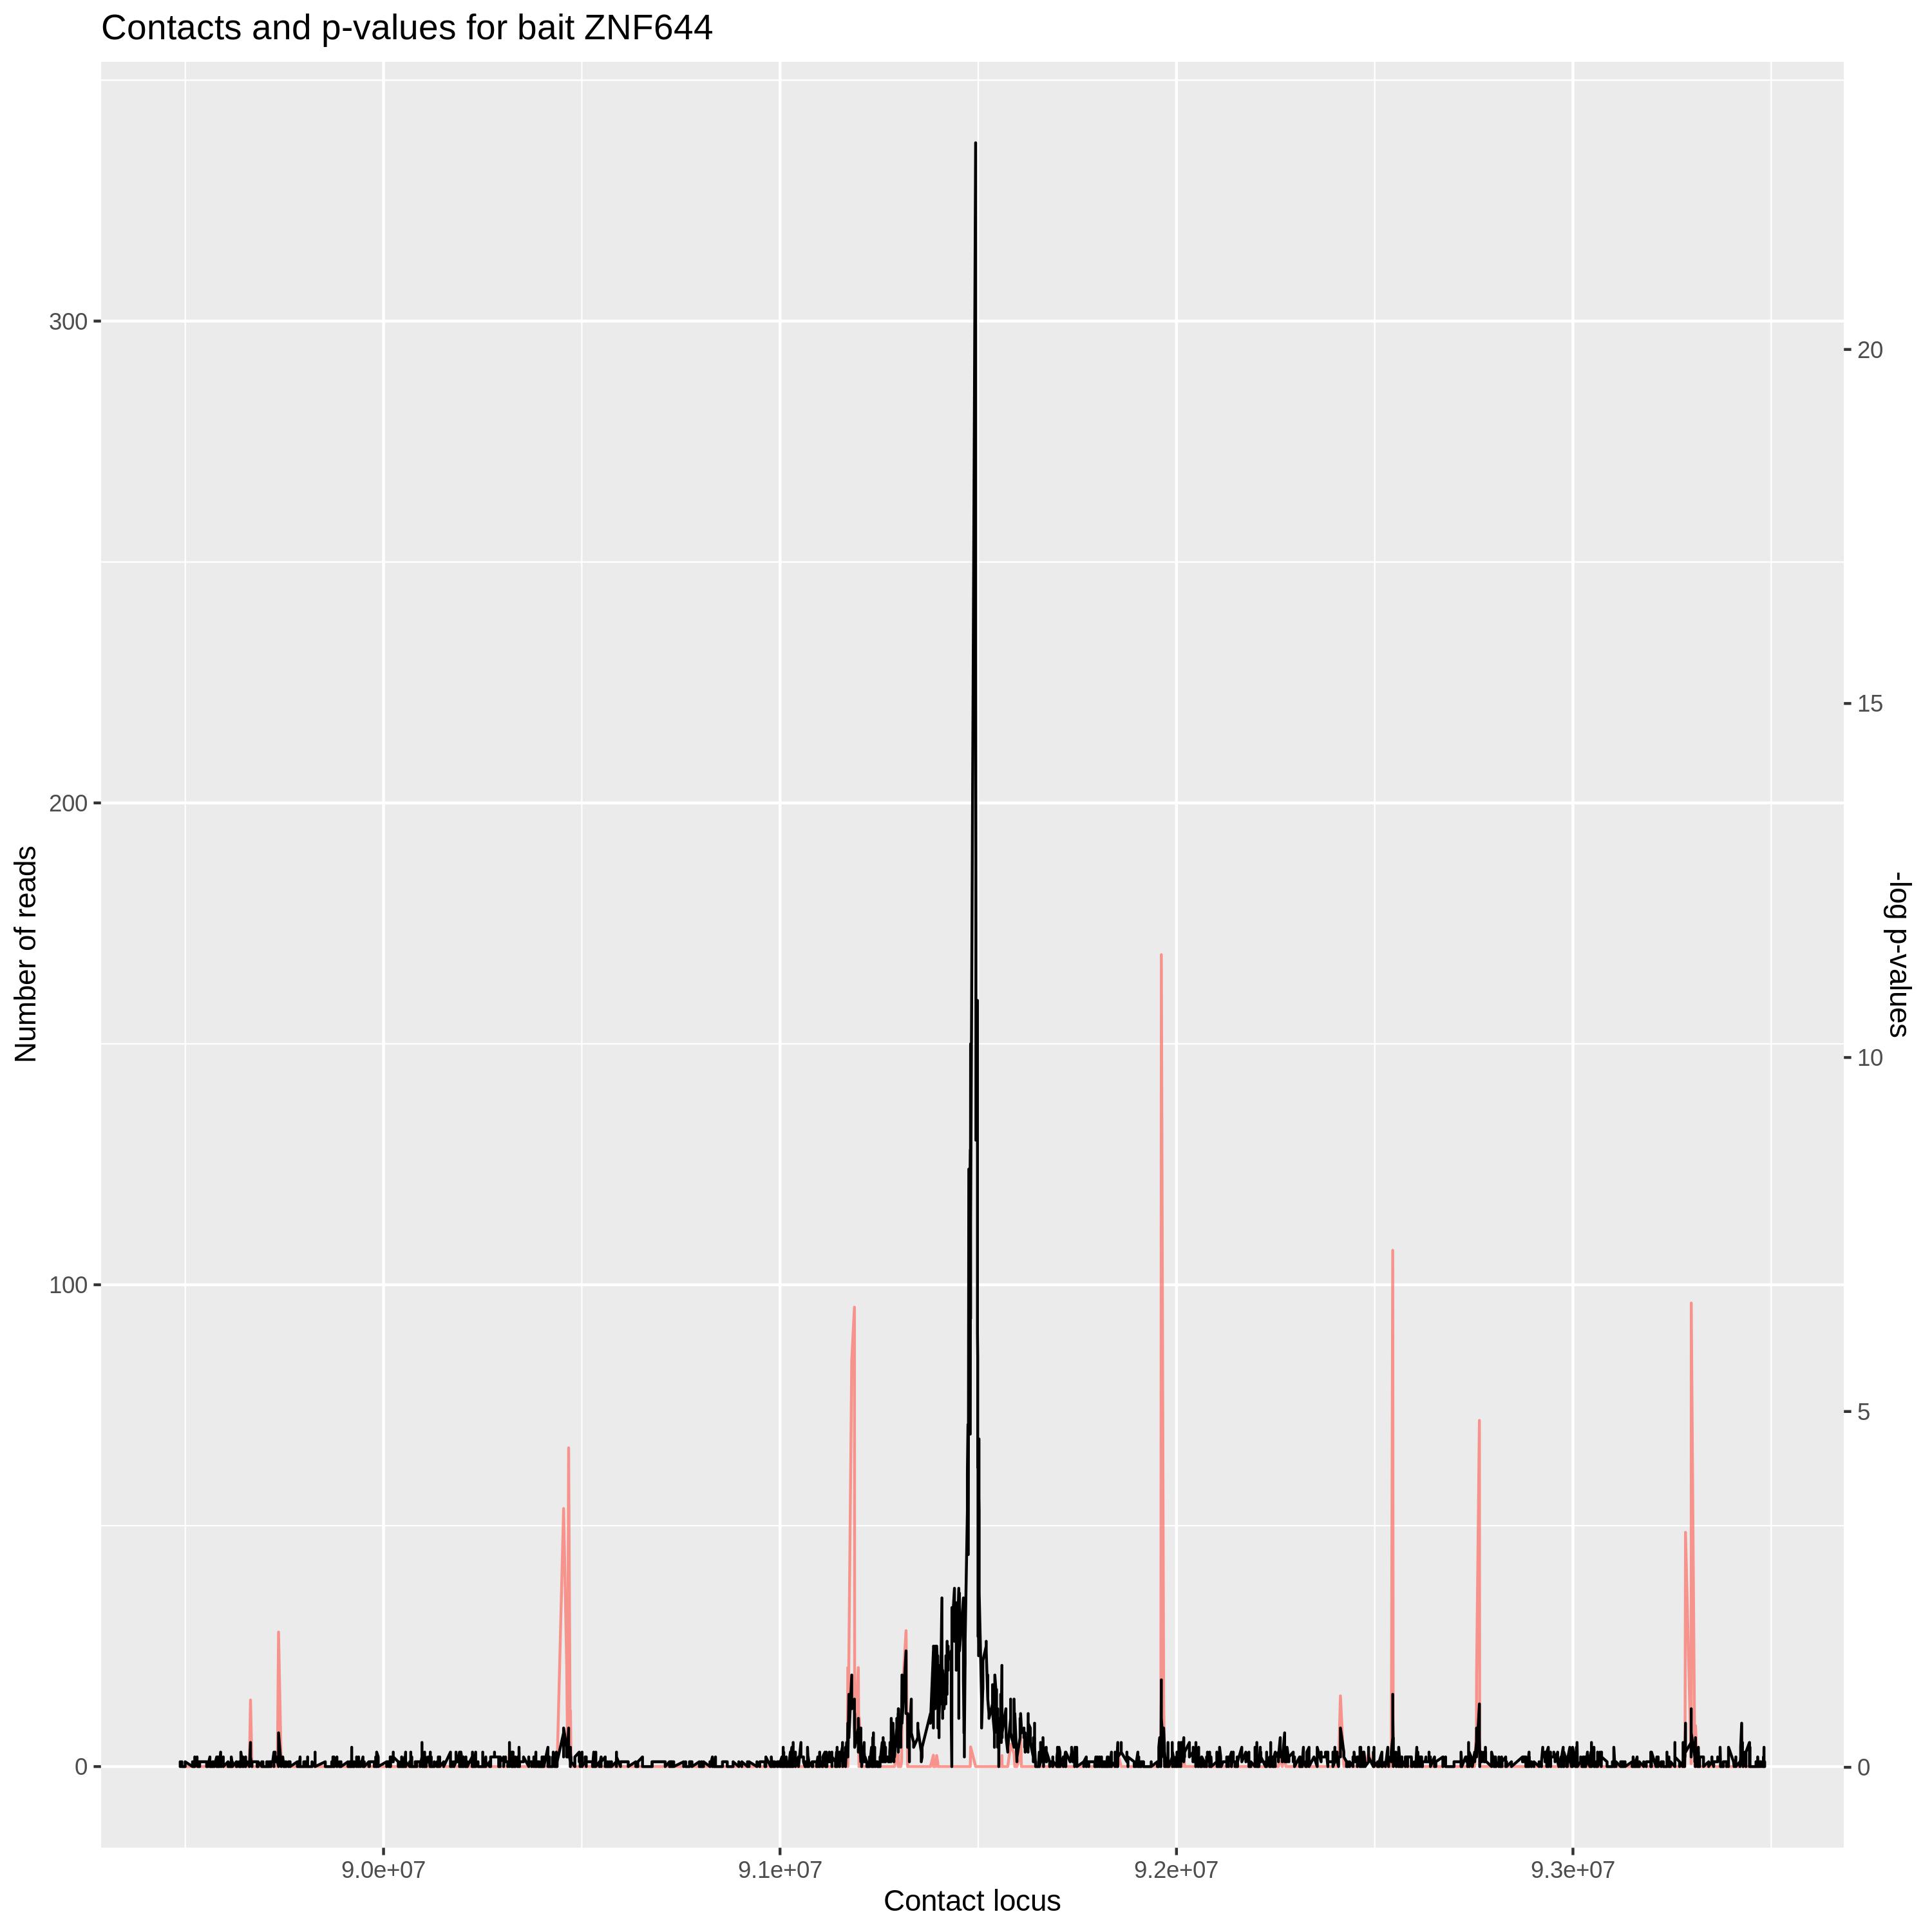 Contacts and p-values for bait ZNF644
Number of reads
300
200
100
0
20
15
10
5
0
-log p-values
9.0e+07 9.1e+07 9.2e+07 9.3e+07
Contact locus